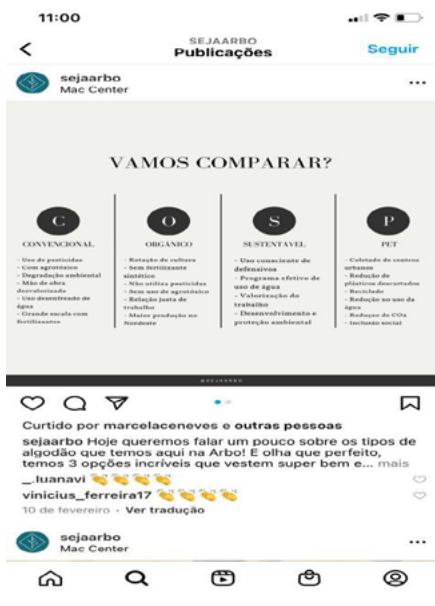 11:00
SEJAARBO
Publicações
Seguir
sejaarbo
Mac Center
VAMOS COMPARAR?
C
CONVENCIONAL
- Uso de pesticidas
- Com agrotóxico
- Degradação ambiental
- Mão de obra
desvalorizada
- Uso desenfreado de
água
- Grande escala com
fertilizantes
O
ORGÂNICO
- Rotação de cultura
- Sem fertilizante
sintético
- Não utiliza pesticidas
- Sem uso de agrotóxico
- Relação justa de
trabalho
- Maior produção no
Nordeste
S
SUSTENTÁVEL
- Uso consciente de
defensivos
- Programa efetivo de
uso de água
- Valorização do
trabalho
- Desenvolvimento e
proteção ambiental
P
PET
- Coletado de centros
urbanos
- Redução de
plásticos descartados
- Reciclado
- Redução no uso da
água
- Reduçao de CO2
- Inclusão social
@SEJAARBO
Curtido por marcelaceneves e outras pessoas
sejaarbo Hoje queremos falar um pouco sobre os tipos de
algodão que temos aqui na Arbo! E olha que perfeito,
temos 3 opções incríveis que vestem super bem e... mais
_.luanavi 👏👏👏👏
vinicius_ferreira17 👏👏👏👏
10 de fevereiro · Ver tradução
sejaarbo
Mac Center